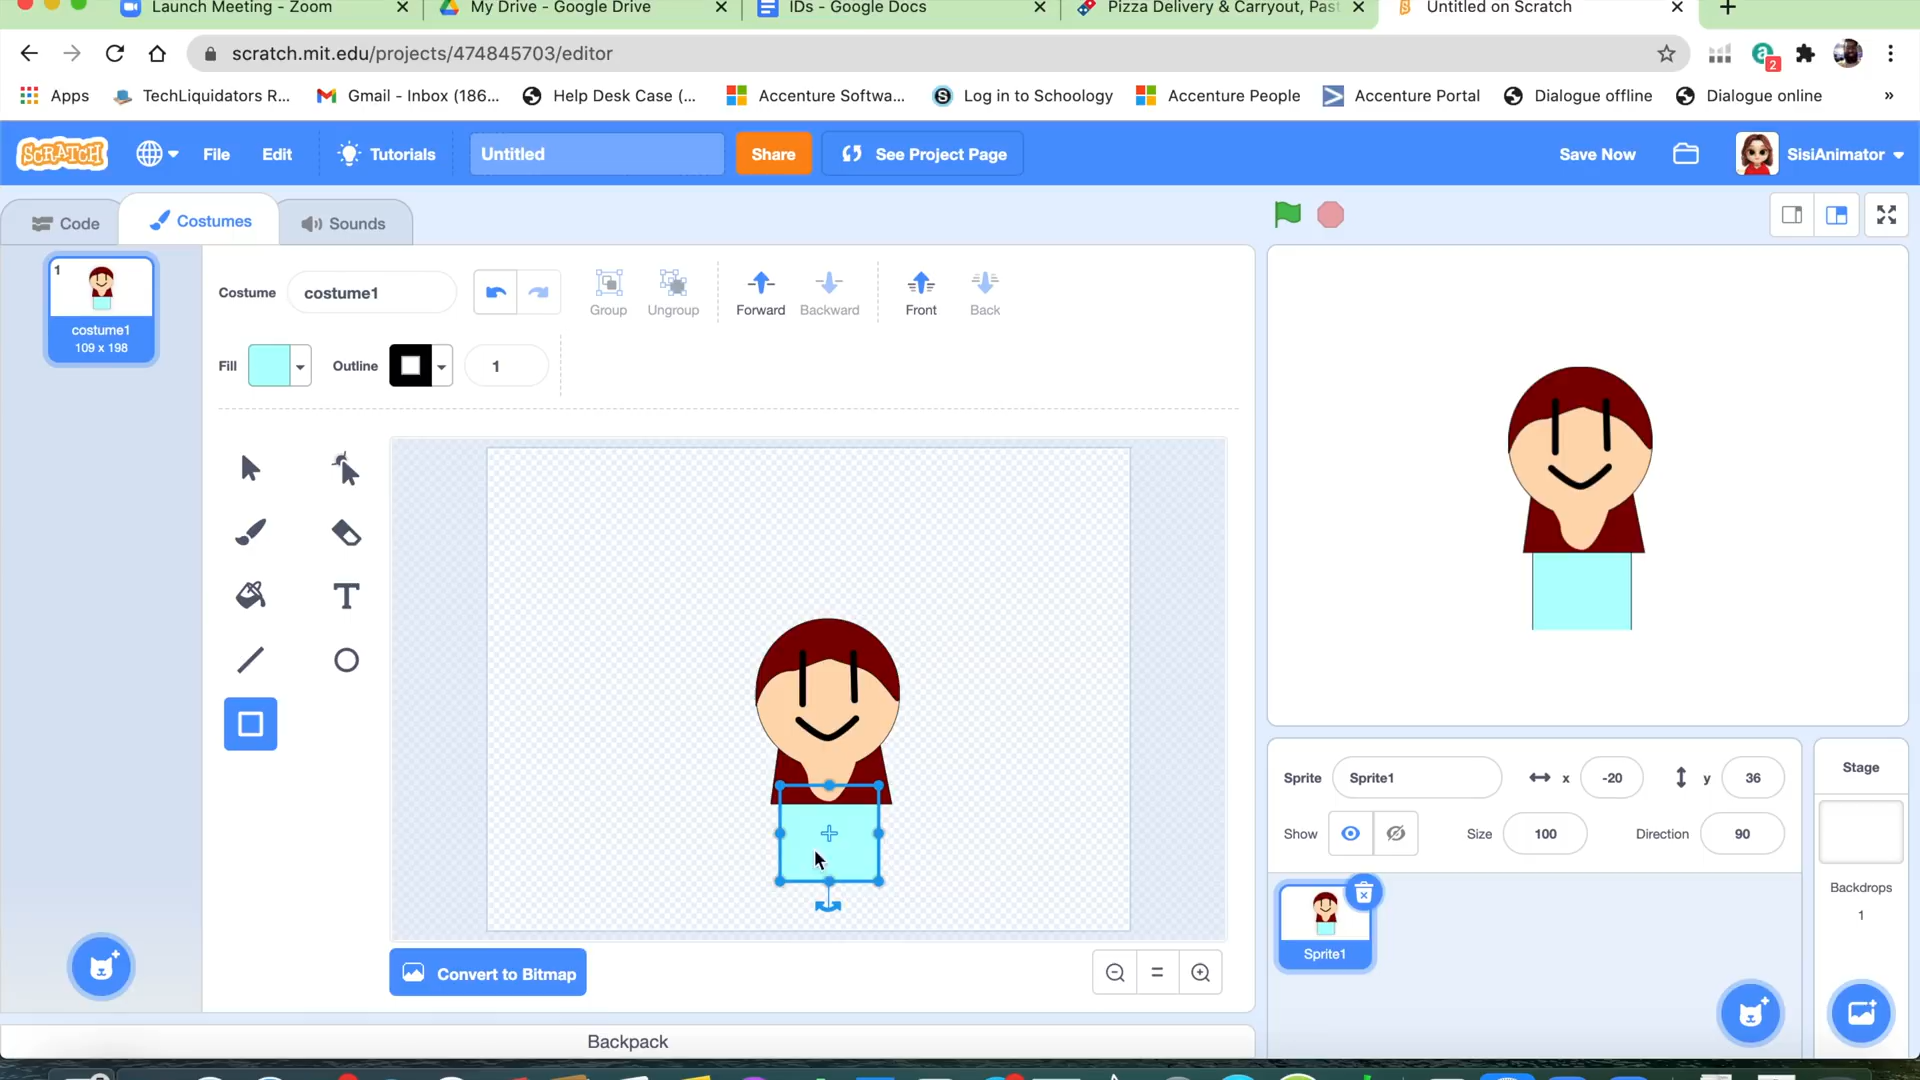 Launch Meeting - Zoom
My Drive - Google Drive
IDs - Google Docs
Pizza Delivery & Carryout, Past
Untitled on Scratch
scratch.mit.edu/projects/474845703/editor
2
Apps
TechLiquidators R...
Gmail - Inbox (186...
Help Desk Case (...
Accenture Softwa...
Log in to Schoology
Accenture People
Accenture Portal
Dialogue offline
Dialogue online
»
SCRATCH
File
Edit
Tutorials
Untitled
Share
See Project Page
Save Now
SisiAnimator
Code
Costumes
Sounds
1
costume1
109 x 198
Costume
costume1
Group
Ungroup
Forward
Backward
Front
Back
Fill
Outline
1
T
Convert to Bitmap
Backpack
Sprite
Sprite1
x
-20
y
36
Show
Size
100
Direction
90
Sprite1
Stage
Backdrops
1